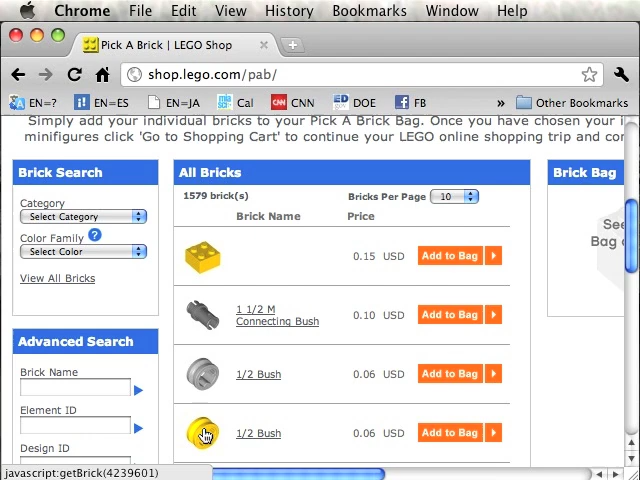 Chrome File Edit View History Bookmarks Window Help
Pick A Brick | LEGO Shop
shop.lego.com/pab/
EN=? EN=ES EN=JA Cal CNN DOE FB » Other Bookmarks
Simply add your individual bricks to your Pick A Brick Bag. Once you have chosen your
minifigures click 'Go to Shopping Cart' to continue your LEGO online shopping trip and
Brick Search
Category
Select Category
Color Family ?
Select Color
View All Bricks
Advanced Search
Brick Name
Element ID
Design ID
All Bricks
1579 brick(s) Bricks Per Page 10
Brick Name Price
0.15 USD Add to Bag
1 1/2 M
Connecting Bush
0.10 USD Add to Bag
1/2 Bush 0.06 USD Add to Bag
1/2 Bush 0.06 USD Add to Bag
Brick Bag
See
Bag
javascript:getBrick(4239601)